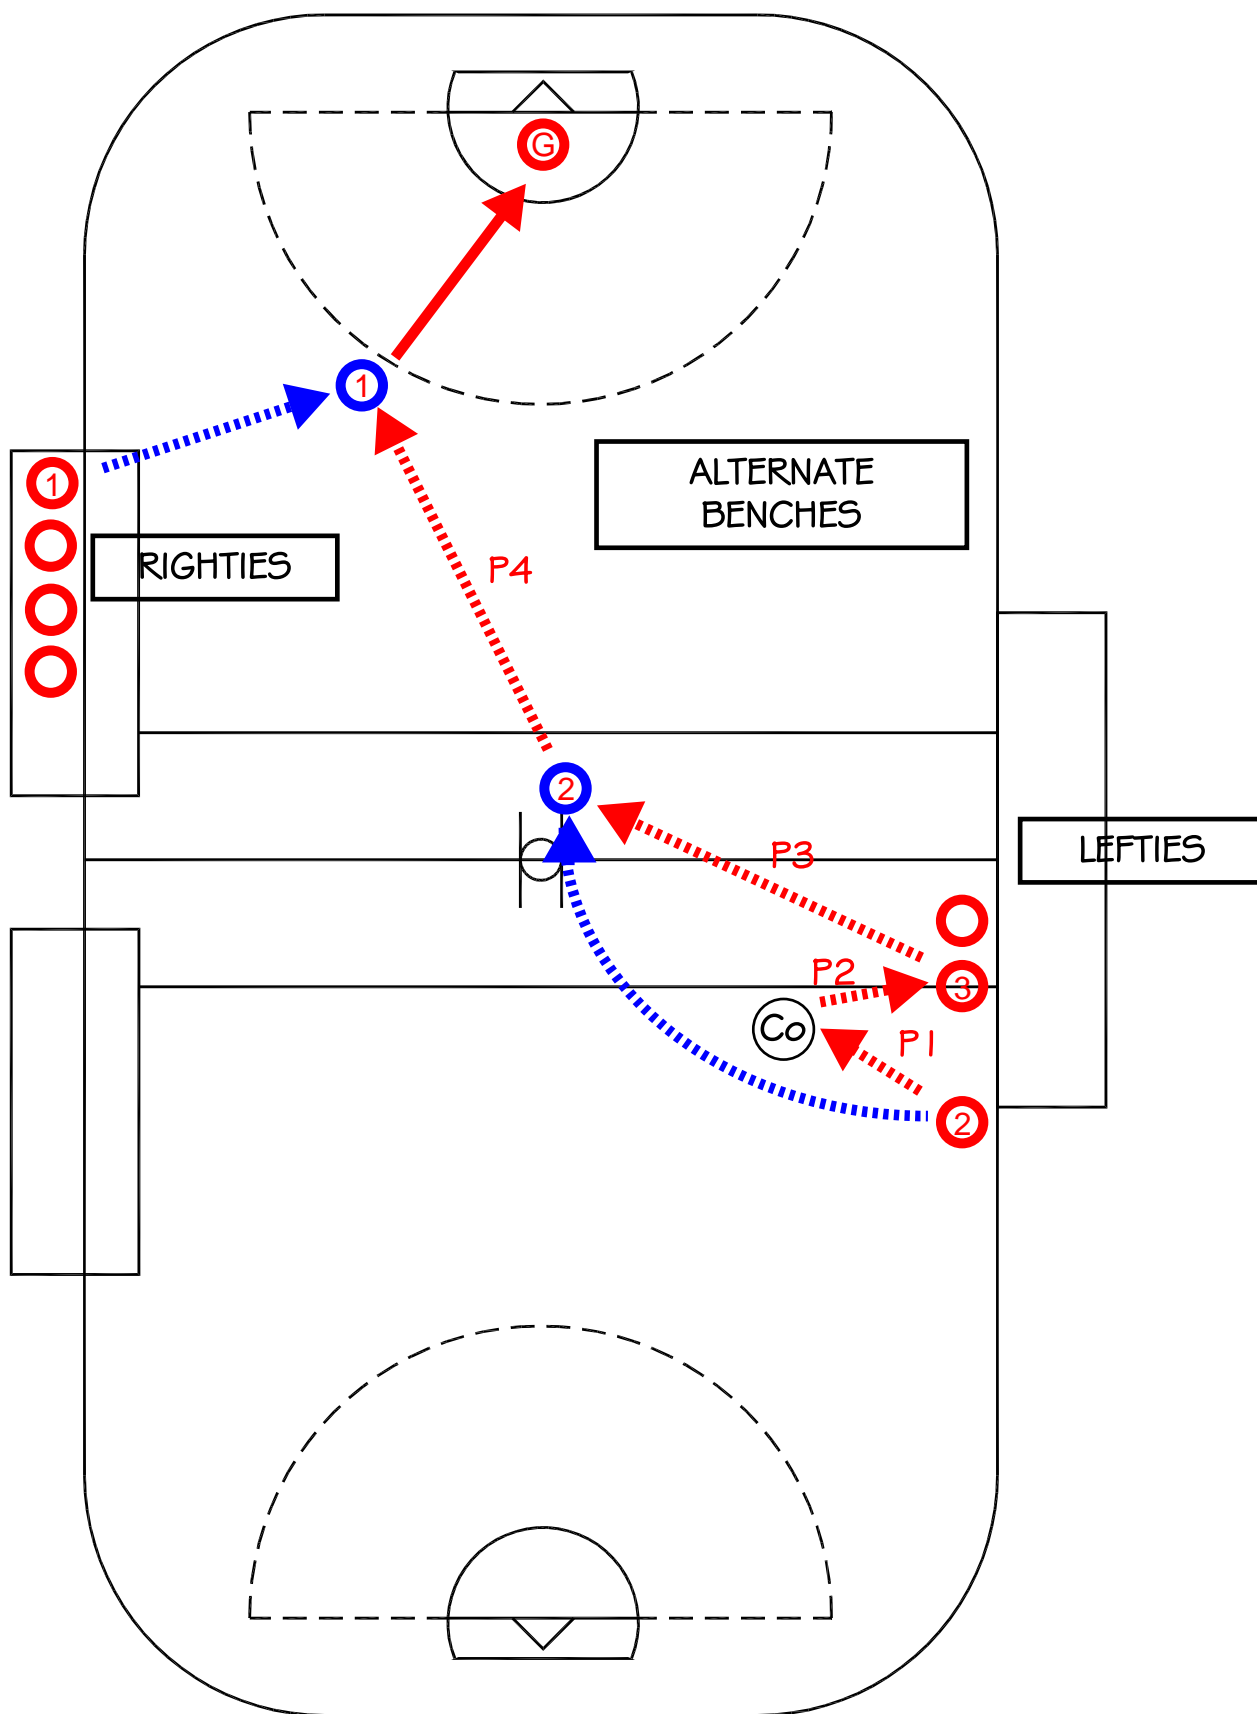 G
1
ALTERNATE
BENCHES
1
RIGHTIES
P4
2
P3
LEFTIES
P2
3
Co
P1
2